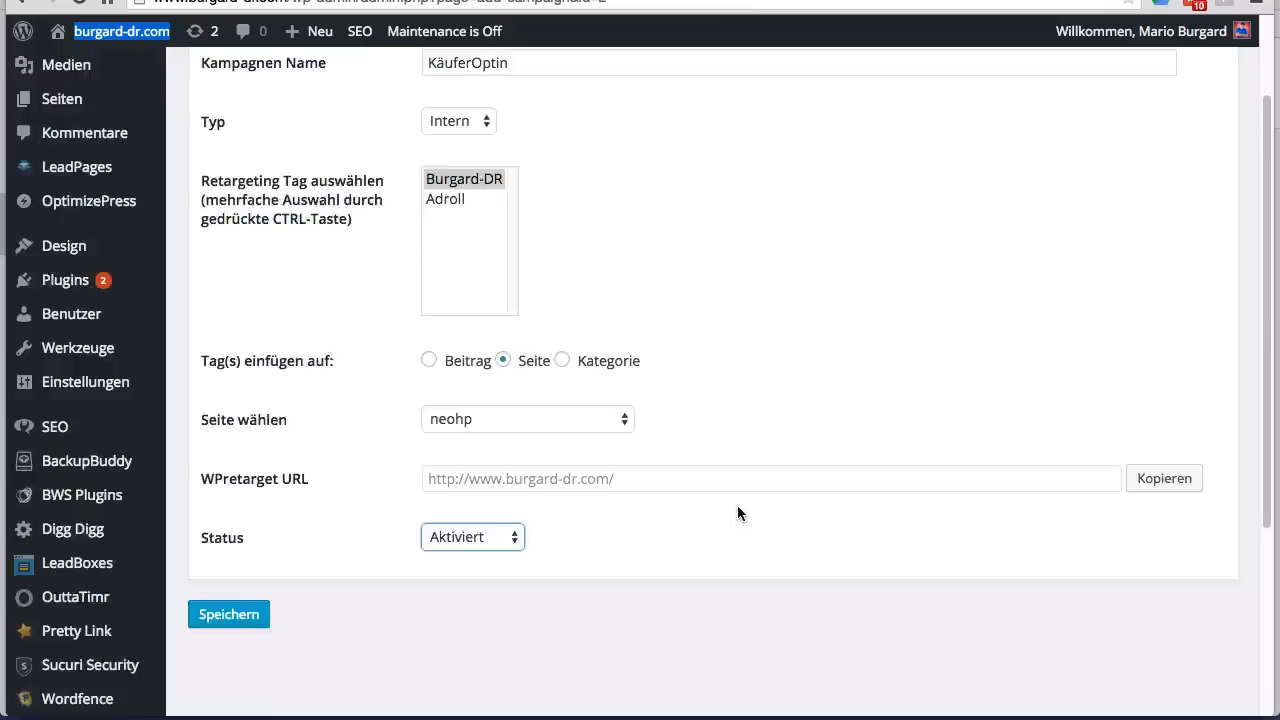 burgard-dr.com 2 0 Neu SEO Maintenance is Off Willkommen, Mario Burgard
10
Medien
Seiten
Kommentare
LeadPages
OptimizePress
Design
Plugins 2
Benutzer
Werkzeuge
Einstellungen
SEO
BackupBuddy
BWS Plugins
Digg Digg
LeadBoxes
OuttaTimr
Pretty Link
Sucuri Security
Wordfence
Kampagnen Name KäuferOptin
Typ Intern
Retargeting Tag auswählen
(mehrfache Auswahl durch
gedrückte CTRL-Taste)
Burgard-DR
Adroll
Tag(s) einfügen auf: Beitrag Seite Kategorie
Seite wählen neohp
WPretarget URL http://www.burgard-dr.com/ Kopieren
Status Aktiviert
Speichern